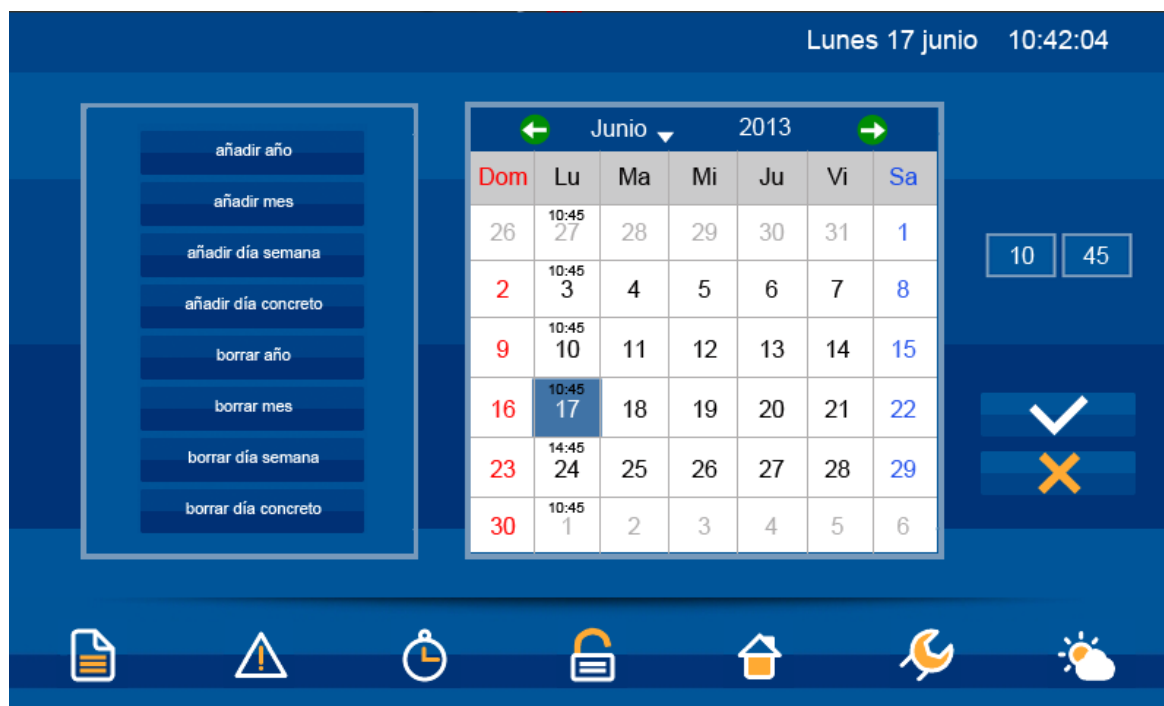 Lunes 17 junio 10:42:04
añadir año
añadir mes
añadir día semana
añadir día concreto
borrar año
borrar mes
borrar día semana
borrar día concreto
Junio 2013
Dom Lu Ma Mi Ju Vi Sa
10:45
26 27 28 29 30 31 1
10:45
2 3 4 5 6 7 8
10:45
9 10 11 12 13 14 15
10:45
16 17 18 19 20 21 22
14:45
23 24 25 26 27 28 29
10:45
30 1 2 3 4 5 6
10 45